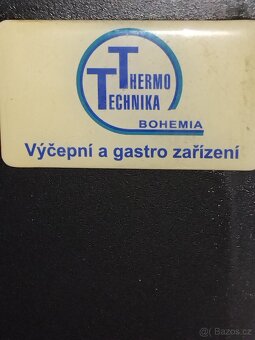 THERMO
TECHNIKA
BOHEMIA
Výčepní a gastro zařízení
Bazos.cz